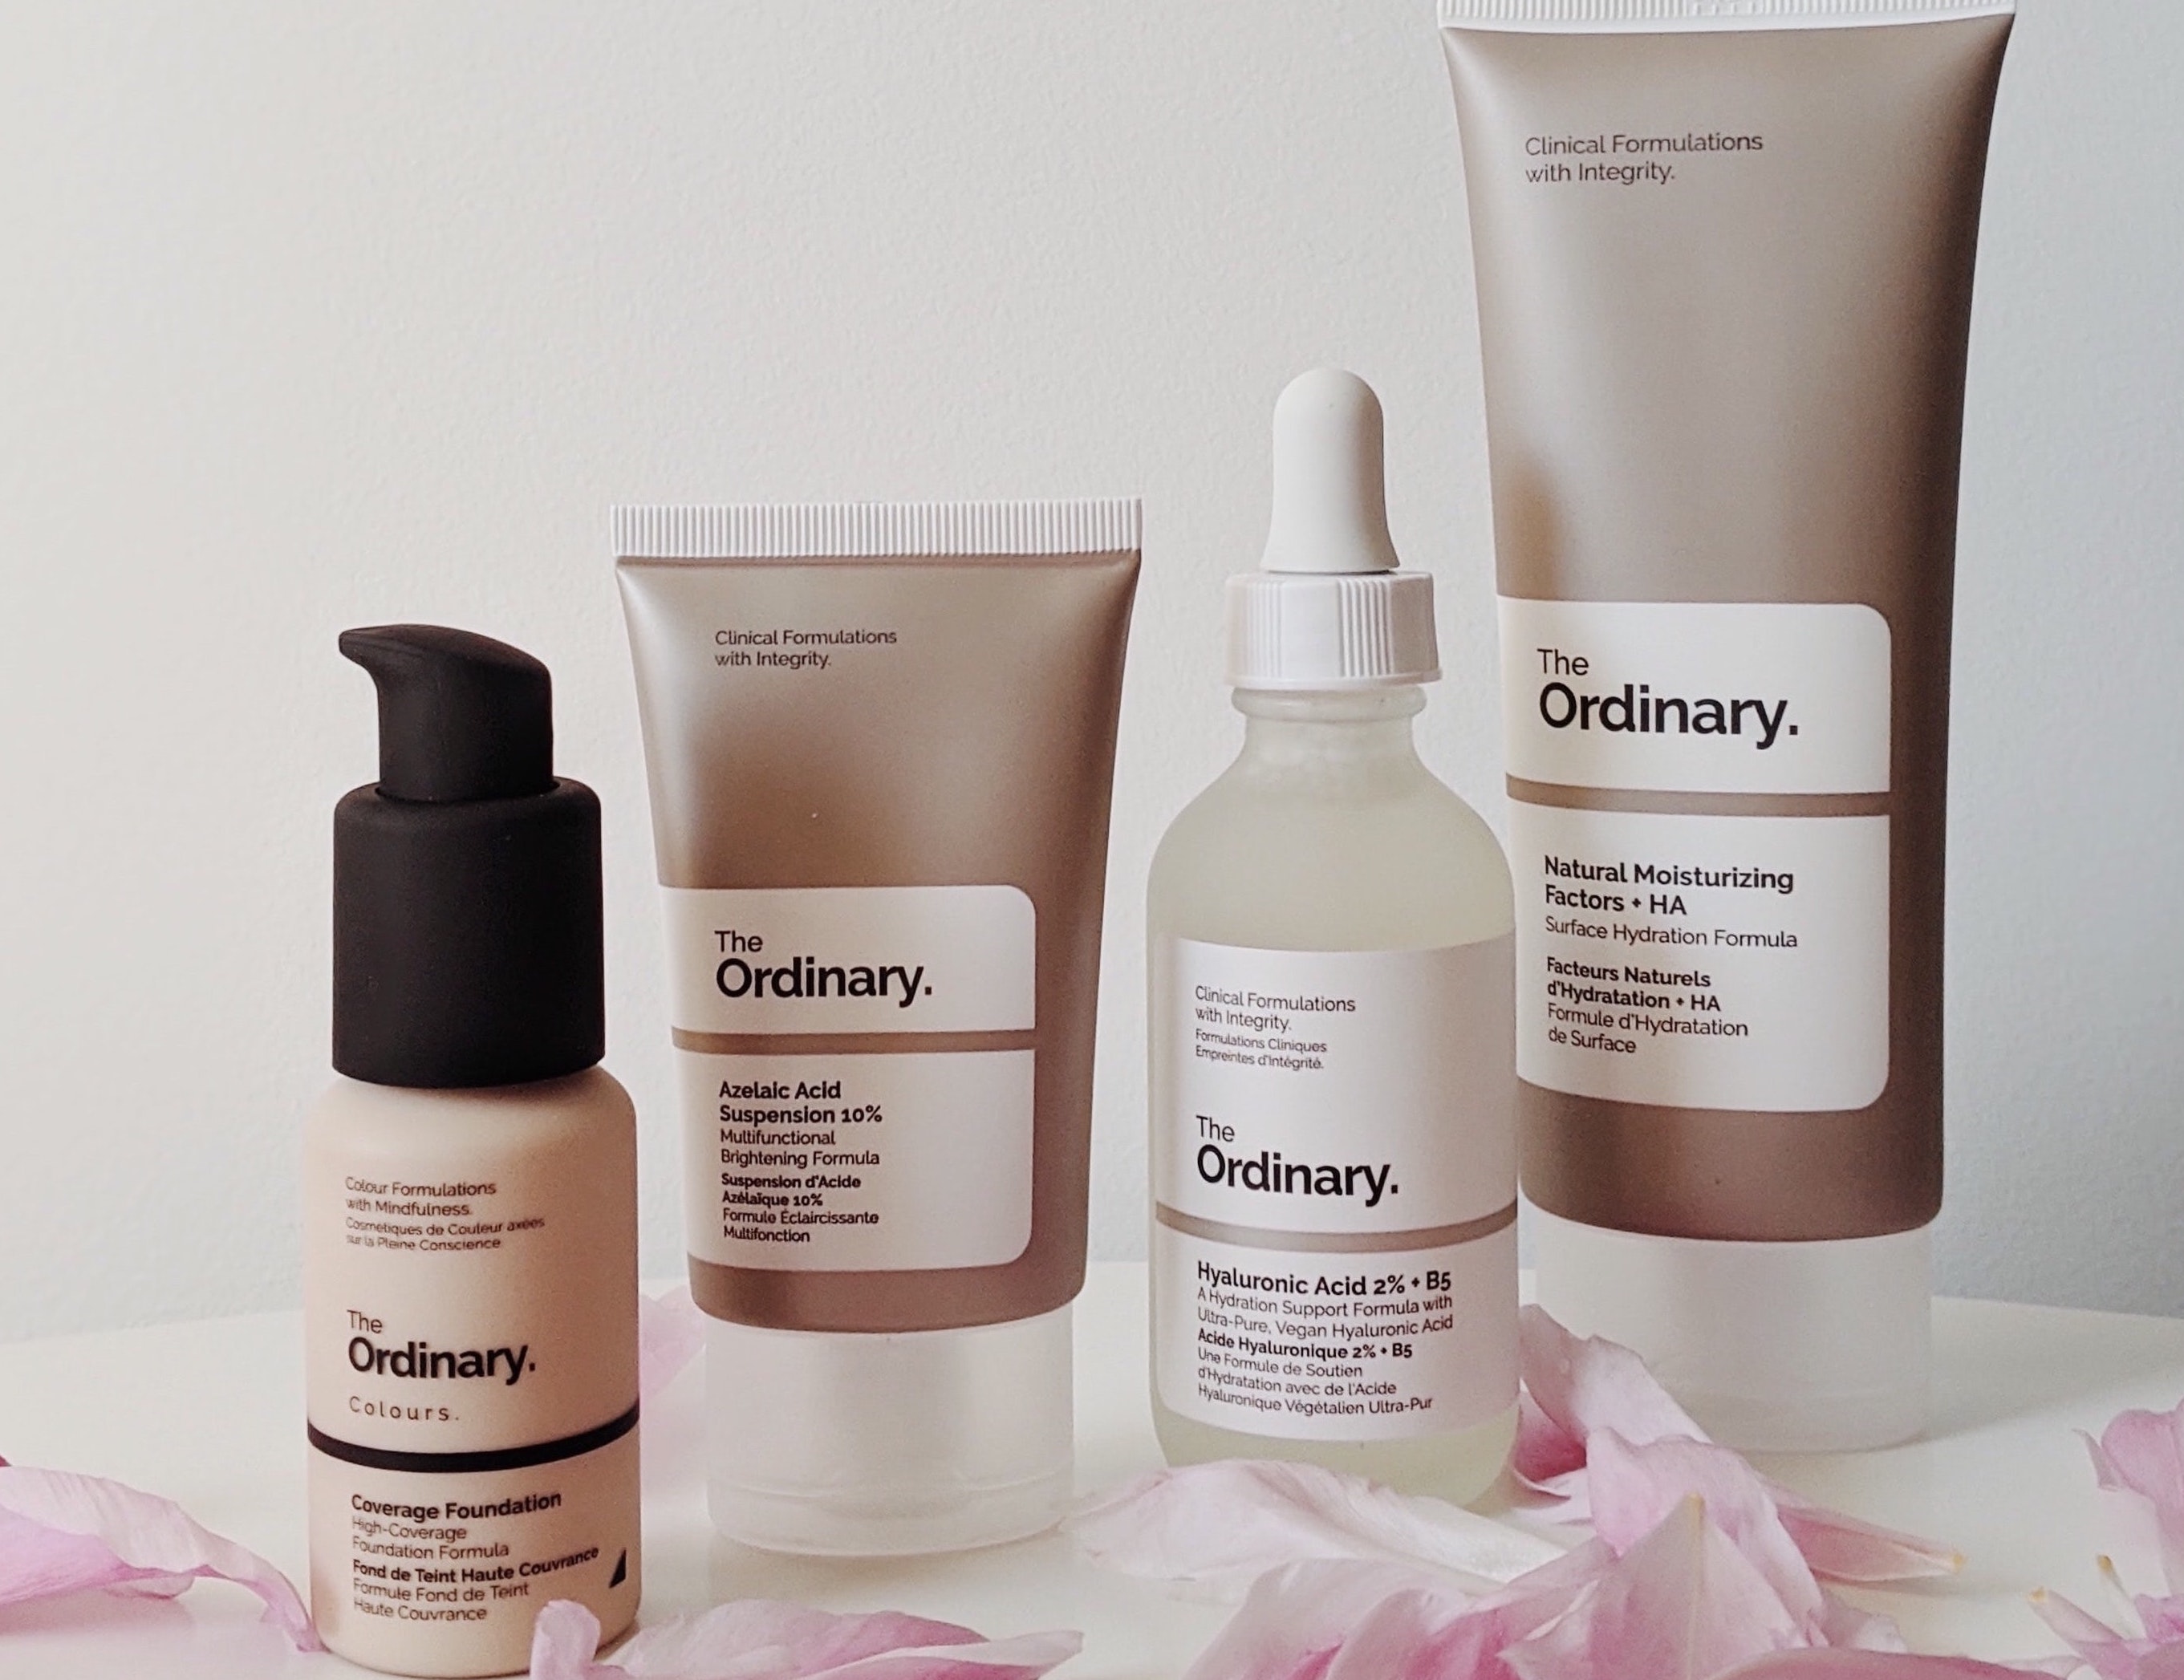 Colour Formulations
with Mindfulness.
Cosmetiques de Couleur axées
sur la Pleine Conscience
The
Ordinary.
Colours.
Coverage Foundation
High-Coverage
Foundation Formula
Fond de Teint Haute Couvrance
Formule Fond de Teint
Haute Couvrance
Clinical Formulations
with Integrity.
The
Ordinary.
Azelaic Acid
Suspension 10%
Multifunctional
Brightening Formula
Suspension d'Acide
Azélaïque 10%
Formule Éclaircissante
Multifonction
Clinical Formulations
with Integrity.
Formulations Cliniques
Empreintes d'Intégrité.
The
Ordinary.
Hyaluronic Acid 2% + B5
A Hydration Support Formula with
Ultra-Pure, Vegan Hyaluronic Acid
Acide Hyaluronique 2% + B5
Une Formule de Soutien
d'Hydratation avec de l'Acide
Hyaluronique Végétalien Ultra-Pur
Clinical Formulations
with Integrity.
The
Ordinary.
Natural Moisturizing
Factors + HA
Surface Hydration Formula
Facteurs Naturels
d'Hydratation + HA
Formule d'Hydratation
de Surface